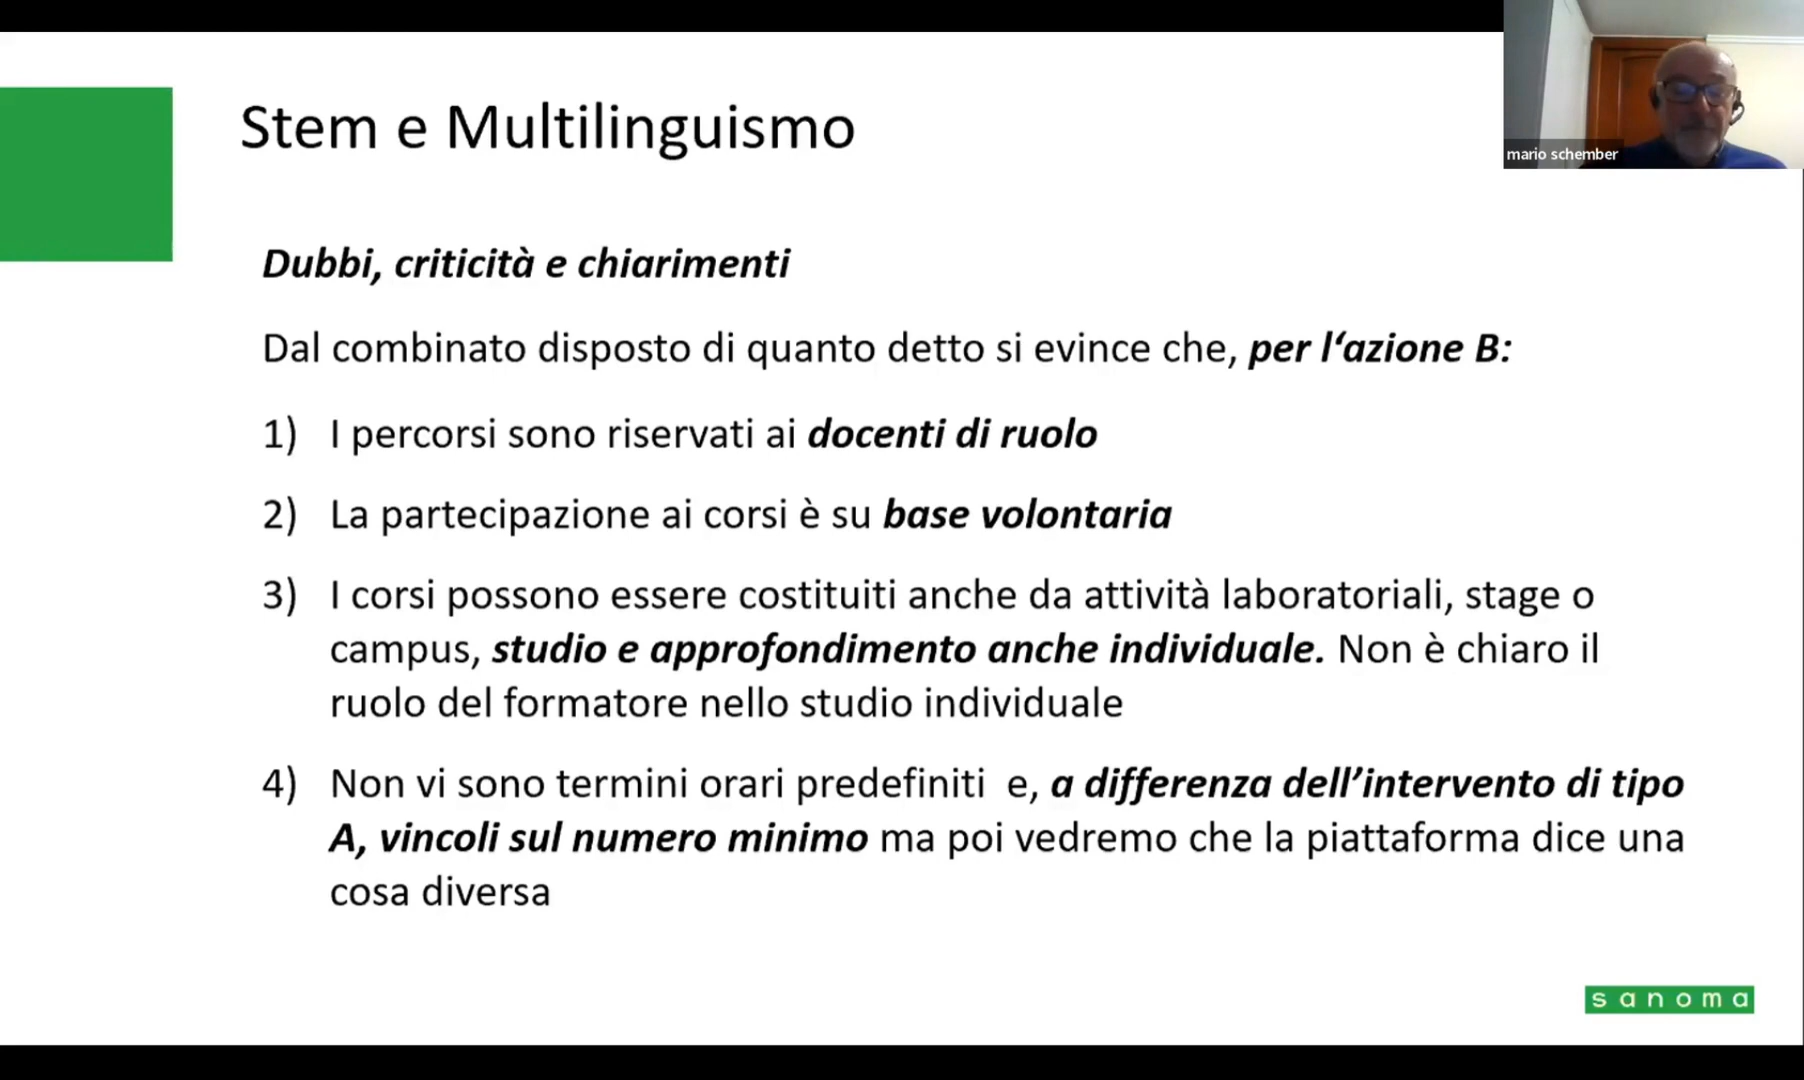 Stem e Multilinguismo
mario schember
Dubbi, criticità e chiarimenti
Dal combinato disposto di quanto detto si evince che, per l‘azione B:
1) I percorsi sono riservati ai docenti di ruolo
2) La partecipazione ai corsi è su base volontaria
3) I corsi possono essere costituiti anche da attività laboratoriali, stage o
campus, studio e approfondimento anche individuale. Non è chiaro il
ruolo del formatore nello studio individuale
4) Non vi sono termini orari predefiniti e, a differenza dell’intervento di tipo
A, vincoli sul numero minimo ma poi vedremo che la piattaforma dice una
cosa diversa
sanoma